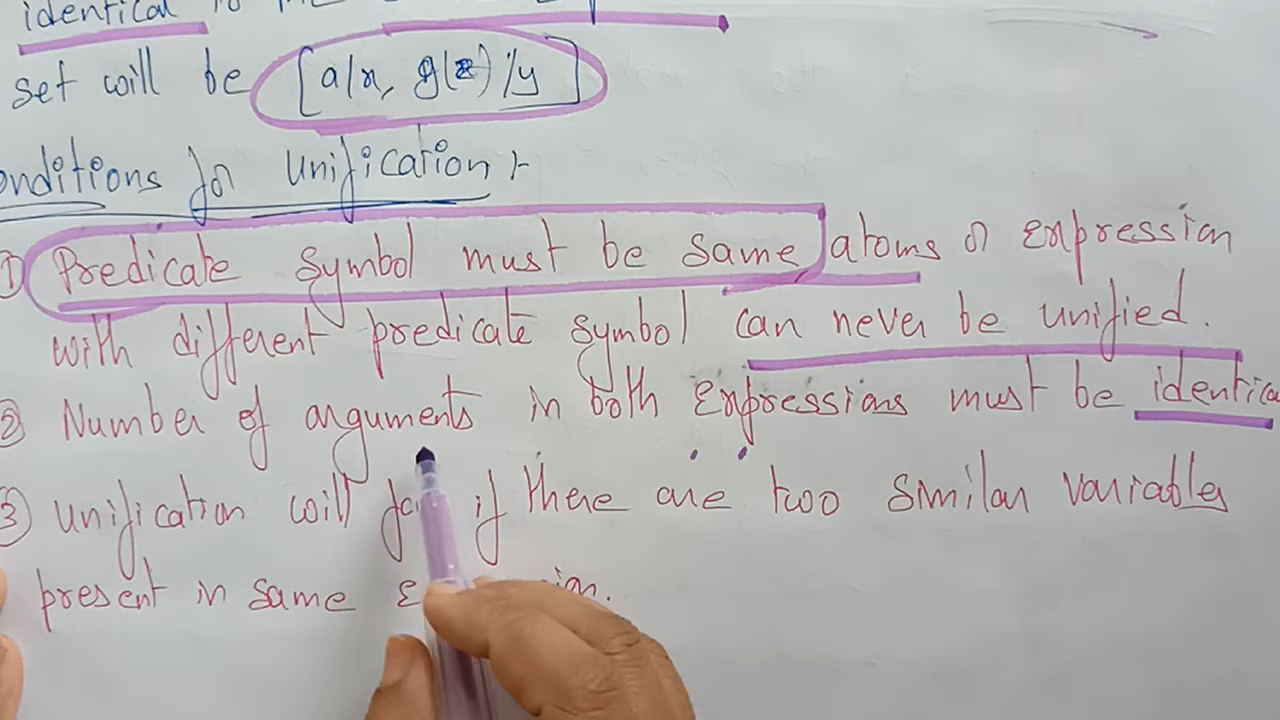 identical to the
set will be [a/x, g(z)/y]
onditions for unification :-
① Predicate symbol must be same atoms or expression
with different predicate symbol can never be unified.
② Number of arguments in both Expressions must be identica
③ unification will if there are two similar variables
present in same